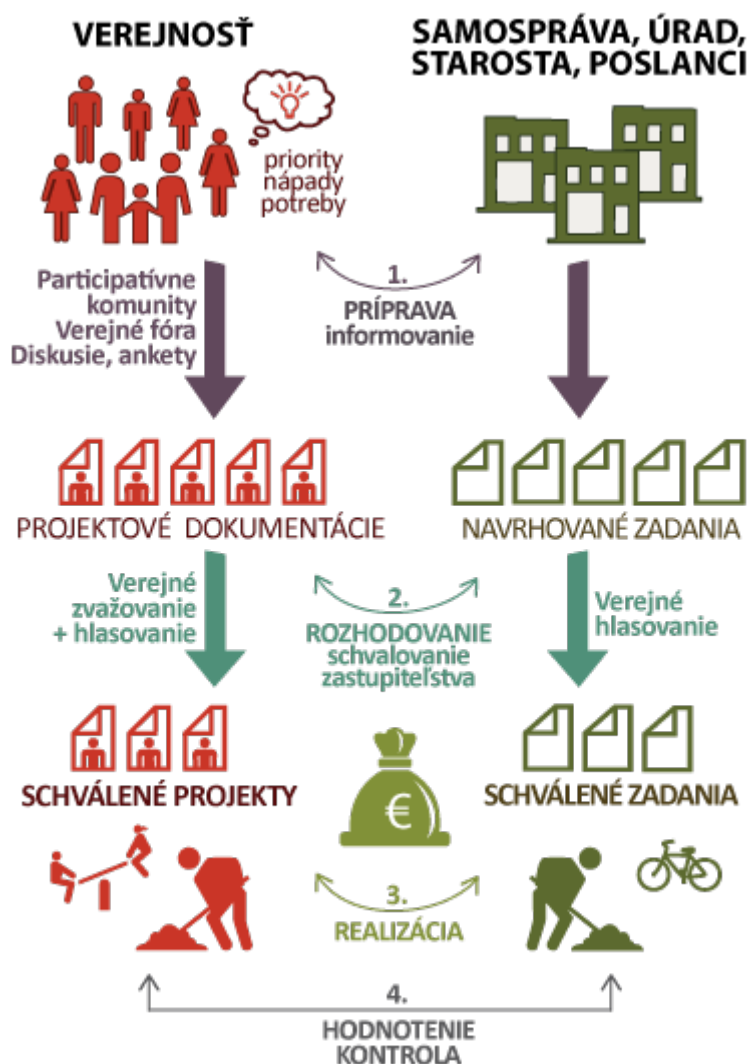 VEREJNOSŤ
SAMOSPRÁVA, ÚRAD,
STAROSTA, POSLANCI
priority
nápady
potreby
Participatívne
komunity
Verejné fóra
Diskusie, ankety
1.
PRÍPRAVA
informovanie
PROJEKTOVÉ DOKUMENTÁCIE
NAVRHOVANÉ ZADANIA
Verejné
zvažovanie
+ hlasovanie
2.
ROZHODOVANIE
schvalovanie
zastupiteľstva
Verejné
hlasovanie
SCHVÁLENÉ PROJEKTY
€
SCHVÁLENÉ ZADANIA
3.
REALIZÁCIA
4.
HODNOTENIE
KONTROLA